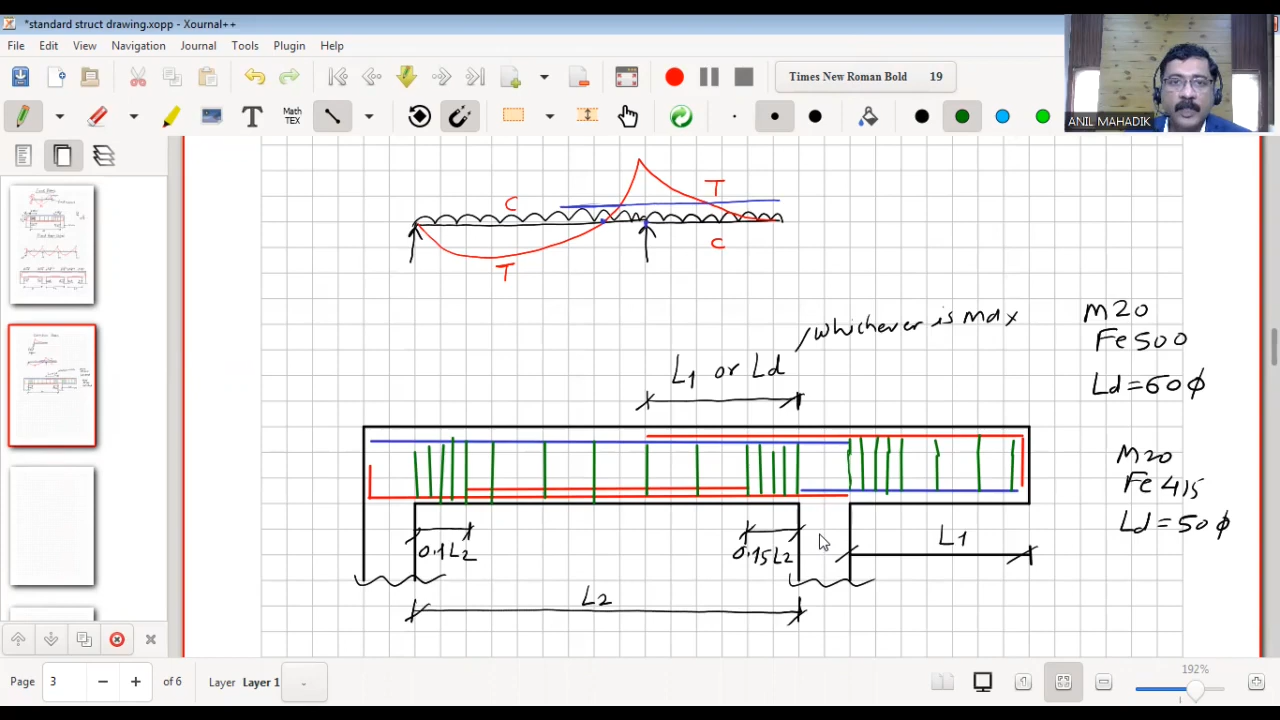 *standard struct drawing.xopp - Xournal++
File Edit View Navigation Journal Tools Plugin Help
Times New Roman Bold 19
Math
TEX
T
ANIL MAHADIK
C
T
T
C
L1 or Ld
whichever is max
M20
Fe500
Ld=60ϕ
M20
Fe415
Ld=50ϕ
0.1L2
0.15L2
L1
L2
Page 3 of 6 Layer Layer 1
192%